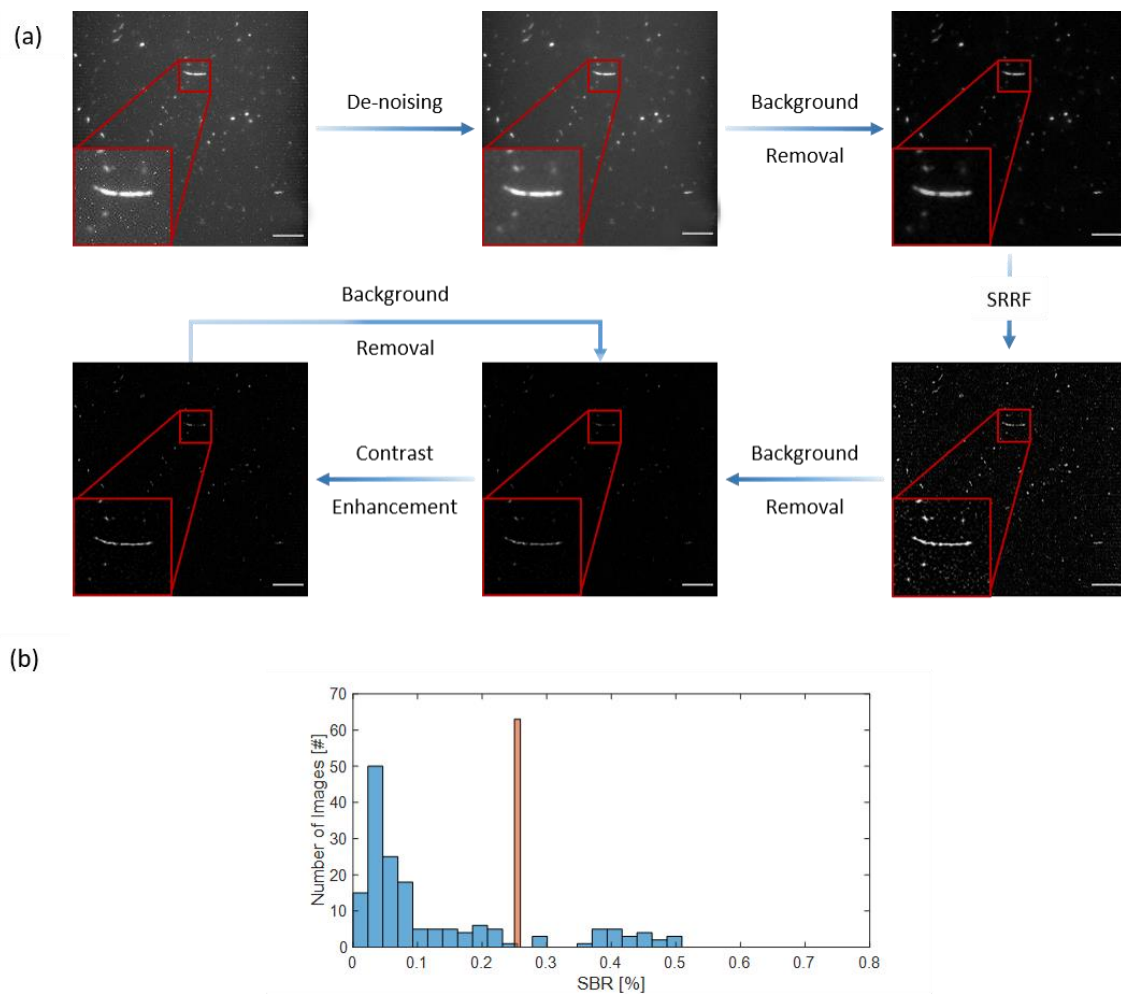 (a)
De-noising
Background
Removal
SRRF
Background
Removal
Contrast
Enhancement
Background
Removal
(b)
Number of Images [#]
70
60
50
40
30
20
10
0
0 0.1 0.2 0.3 0.4 0.5 0.6 0.7 0.8
SBR [%]